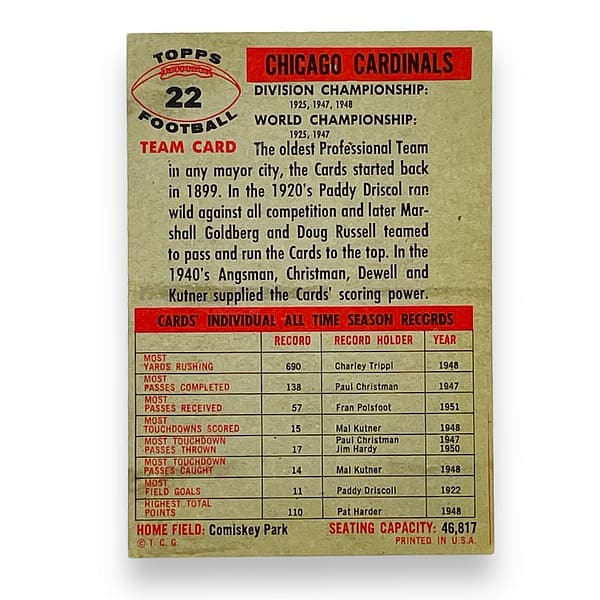 TOPPS
22
FOOTBALL
TEAM CARD
CHICAGO CARDINALS
DIVISION CHAMPIONSHIP:
1925, 1947, 1948
WORLD CHAMPIONSHIP:
1925, 1947
The oldest Professional Team
in any mayor city, the Cards started back
in 1899. In the 1920's Paddy Driscol ran
wild against all competition and later Mar-
shall Goldberg and Doug Russell teamed
to pass and run the Cards to the top. In the
1940's Angsman, Christman, Dewell and
Kutner supplied the Cards' scoring power.
CARDS' INDIVIDUAL ALL TIME SEASON RECORDS
RECORD RECORD HOLDER YEAR
MOST
YARDS RUSHING 690 Charley Trippl 1948
MOST
PASSES COMPLETED 138 Paul Christman 1947
MOST
PASSES RECEIVED 57 Fran Polsfoot 1951
MOST
TOUCHDOWNS SCORED 15 Mal Kutner 1948
MOST TOUCHDOWN Paul Christman 1947
PASSES THROWN 17 Jim Hardy 1950
MOST TOUCHDOWN
PASSES CAUGHT 14 Mal Kutner 1948
MOST
FIELD GOALS 11 Paddy Driscoll 1922
HIGHEST TOTAL
POINTS 110 Pat Harder 1948
HOME FIELD: Comiskey Park SEATING CAPACITY: 46,817
© T. C. G. PRINTED IN U.S.A.